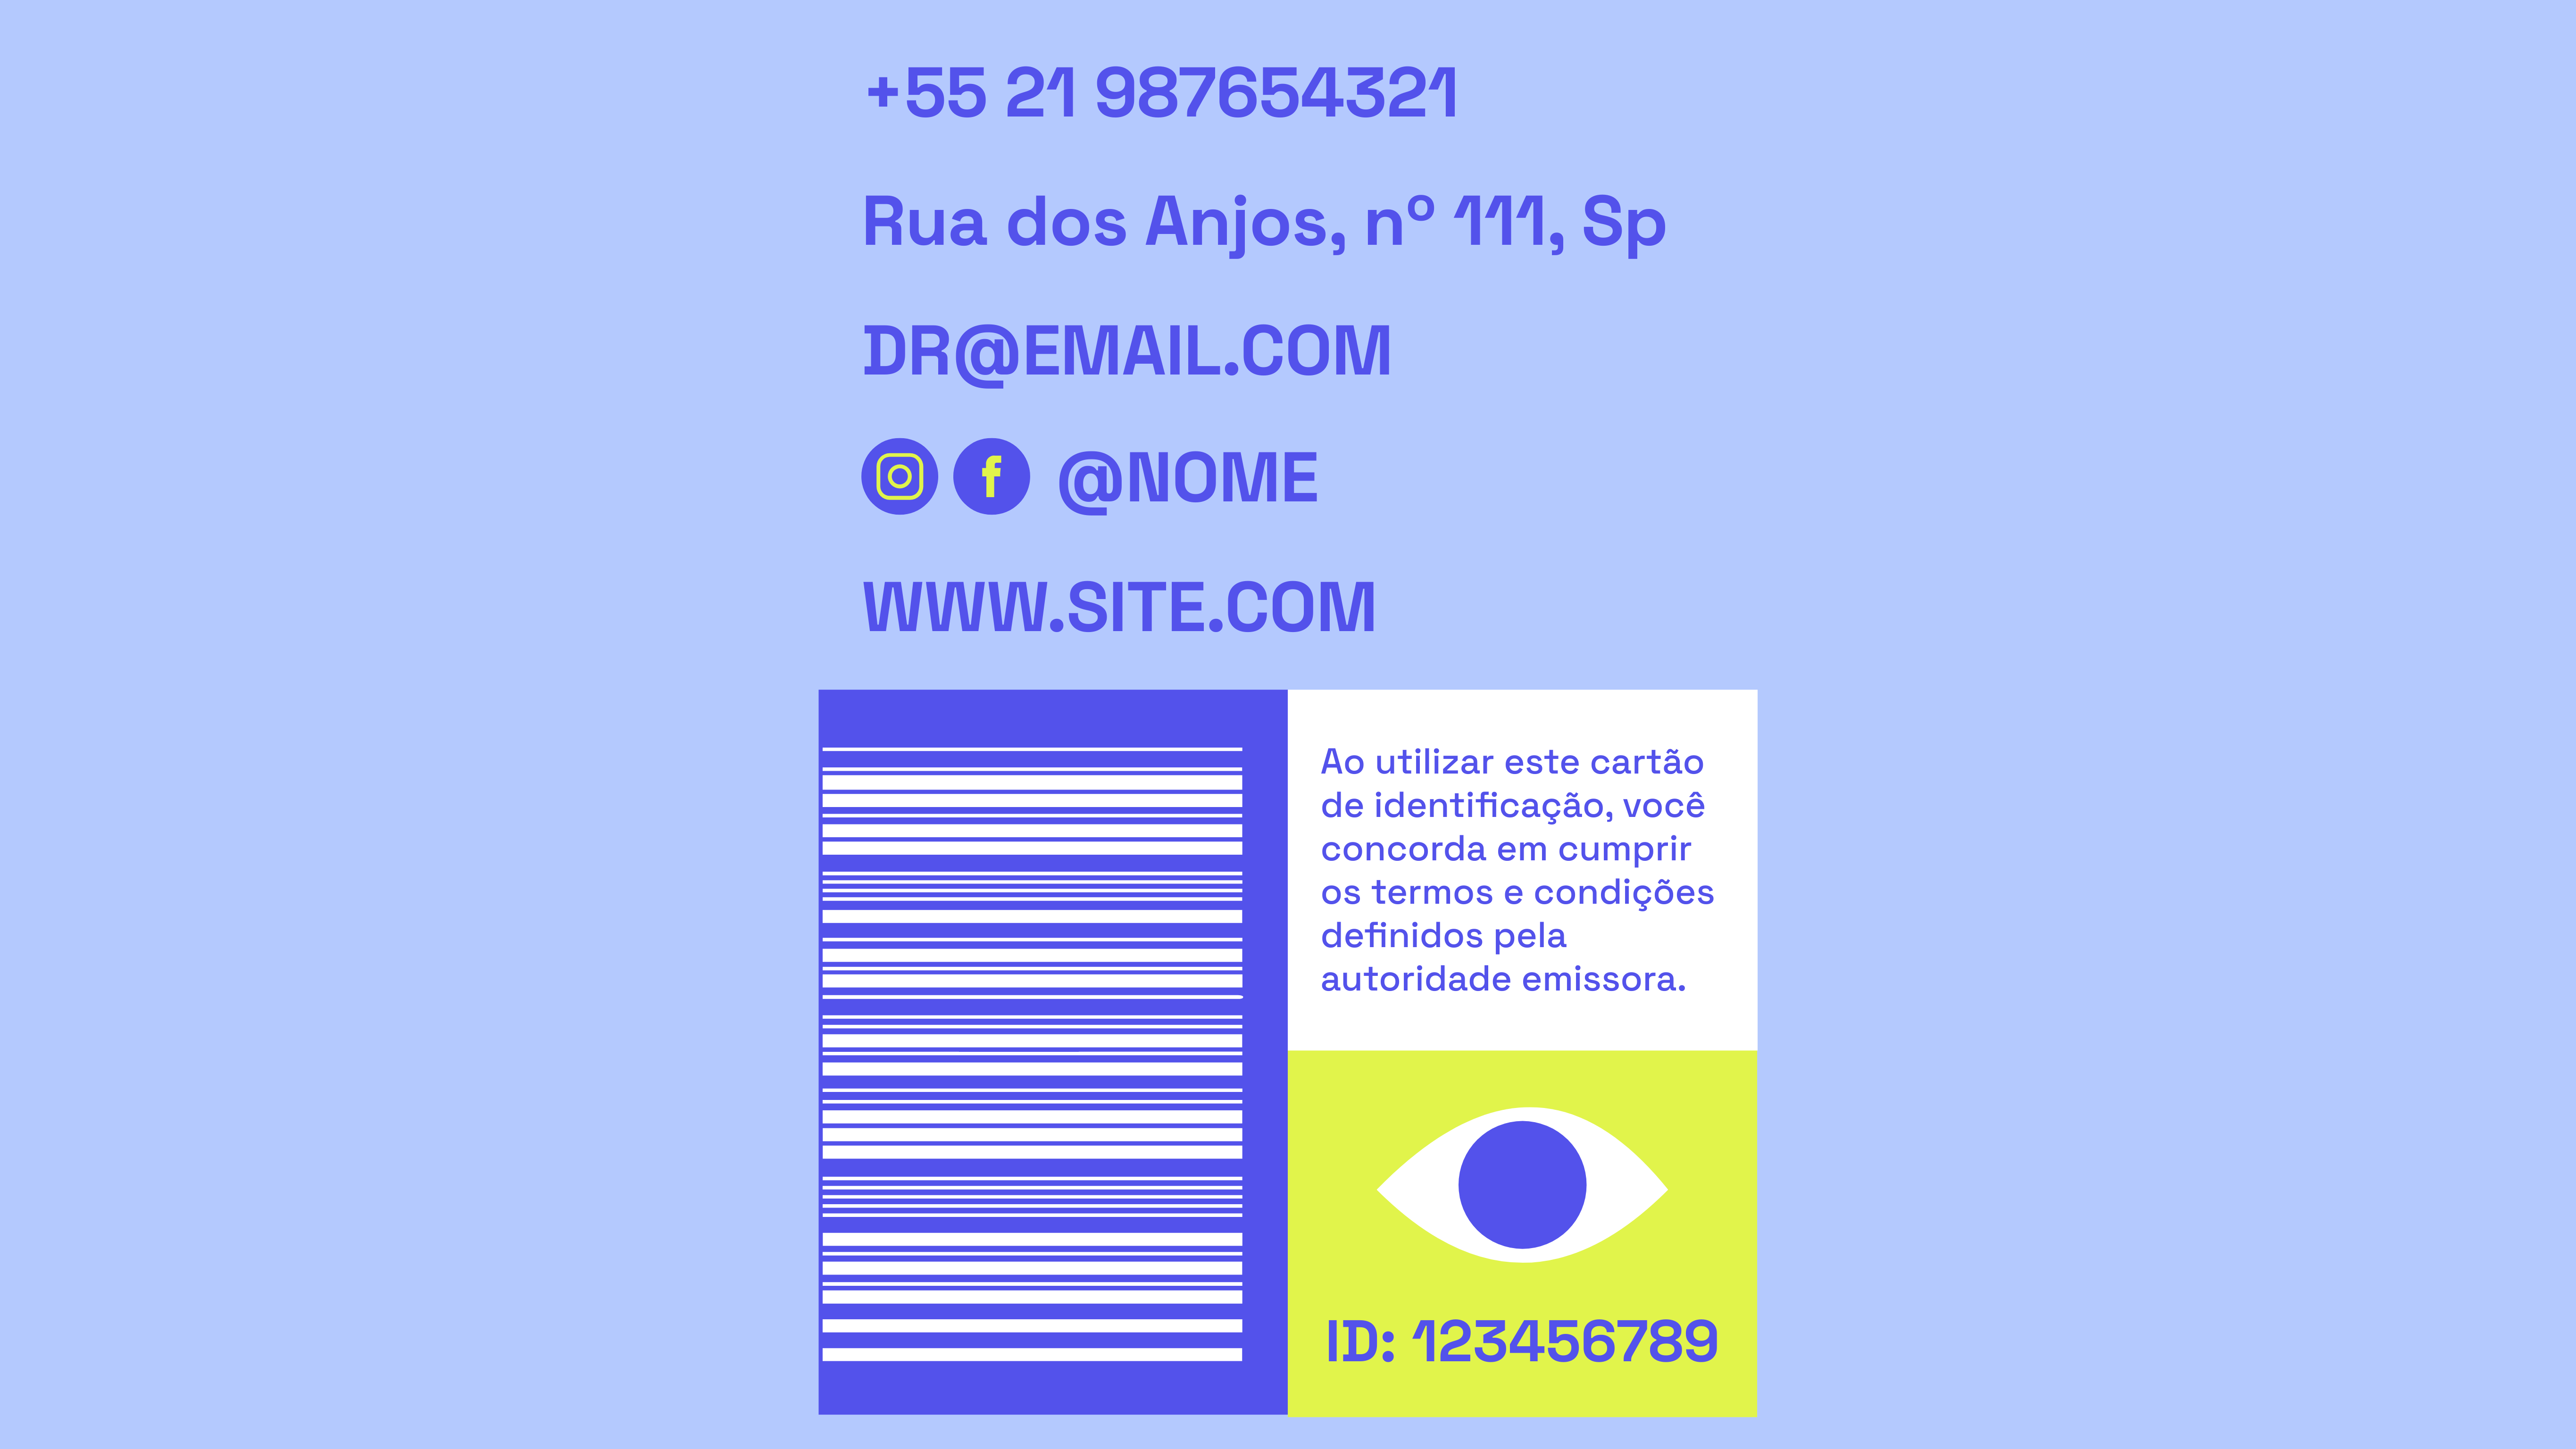 +55 21 987654321
Rua dos Anjos, nº 111, Sp
DR@EMAIL.COM
@NOME
WWW.SITE.COM
Ao utilizar este cartão
de identificação, você
concorda em cumprir
os termos e condições
definidos pela
autoridade emissora.
ID: 123456789